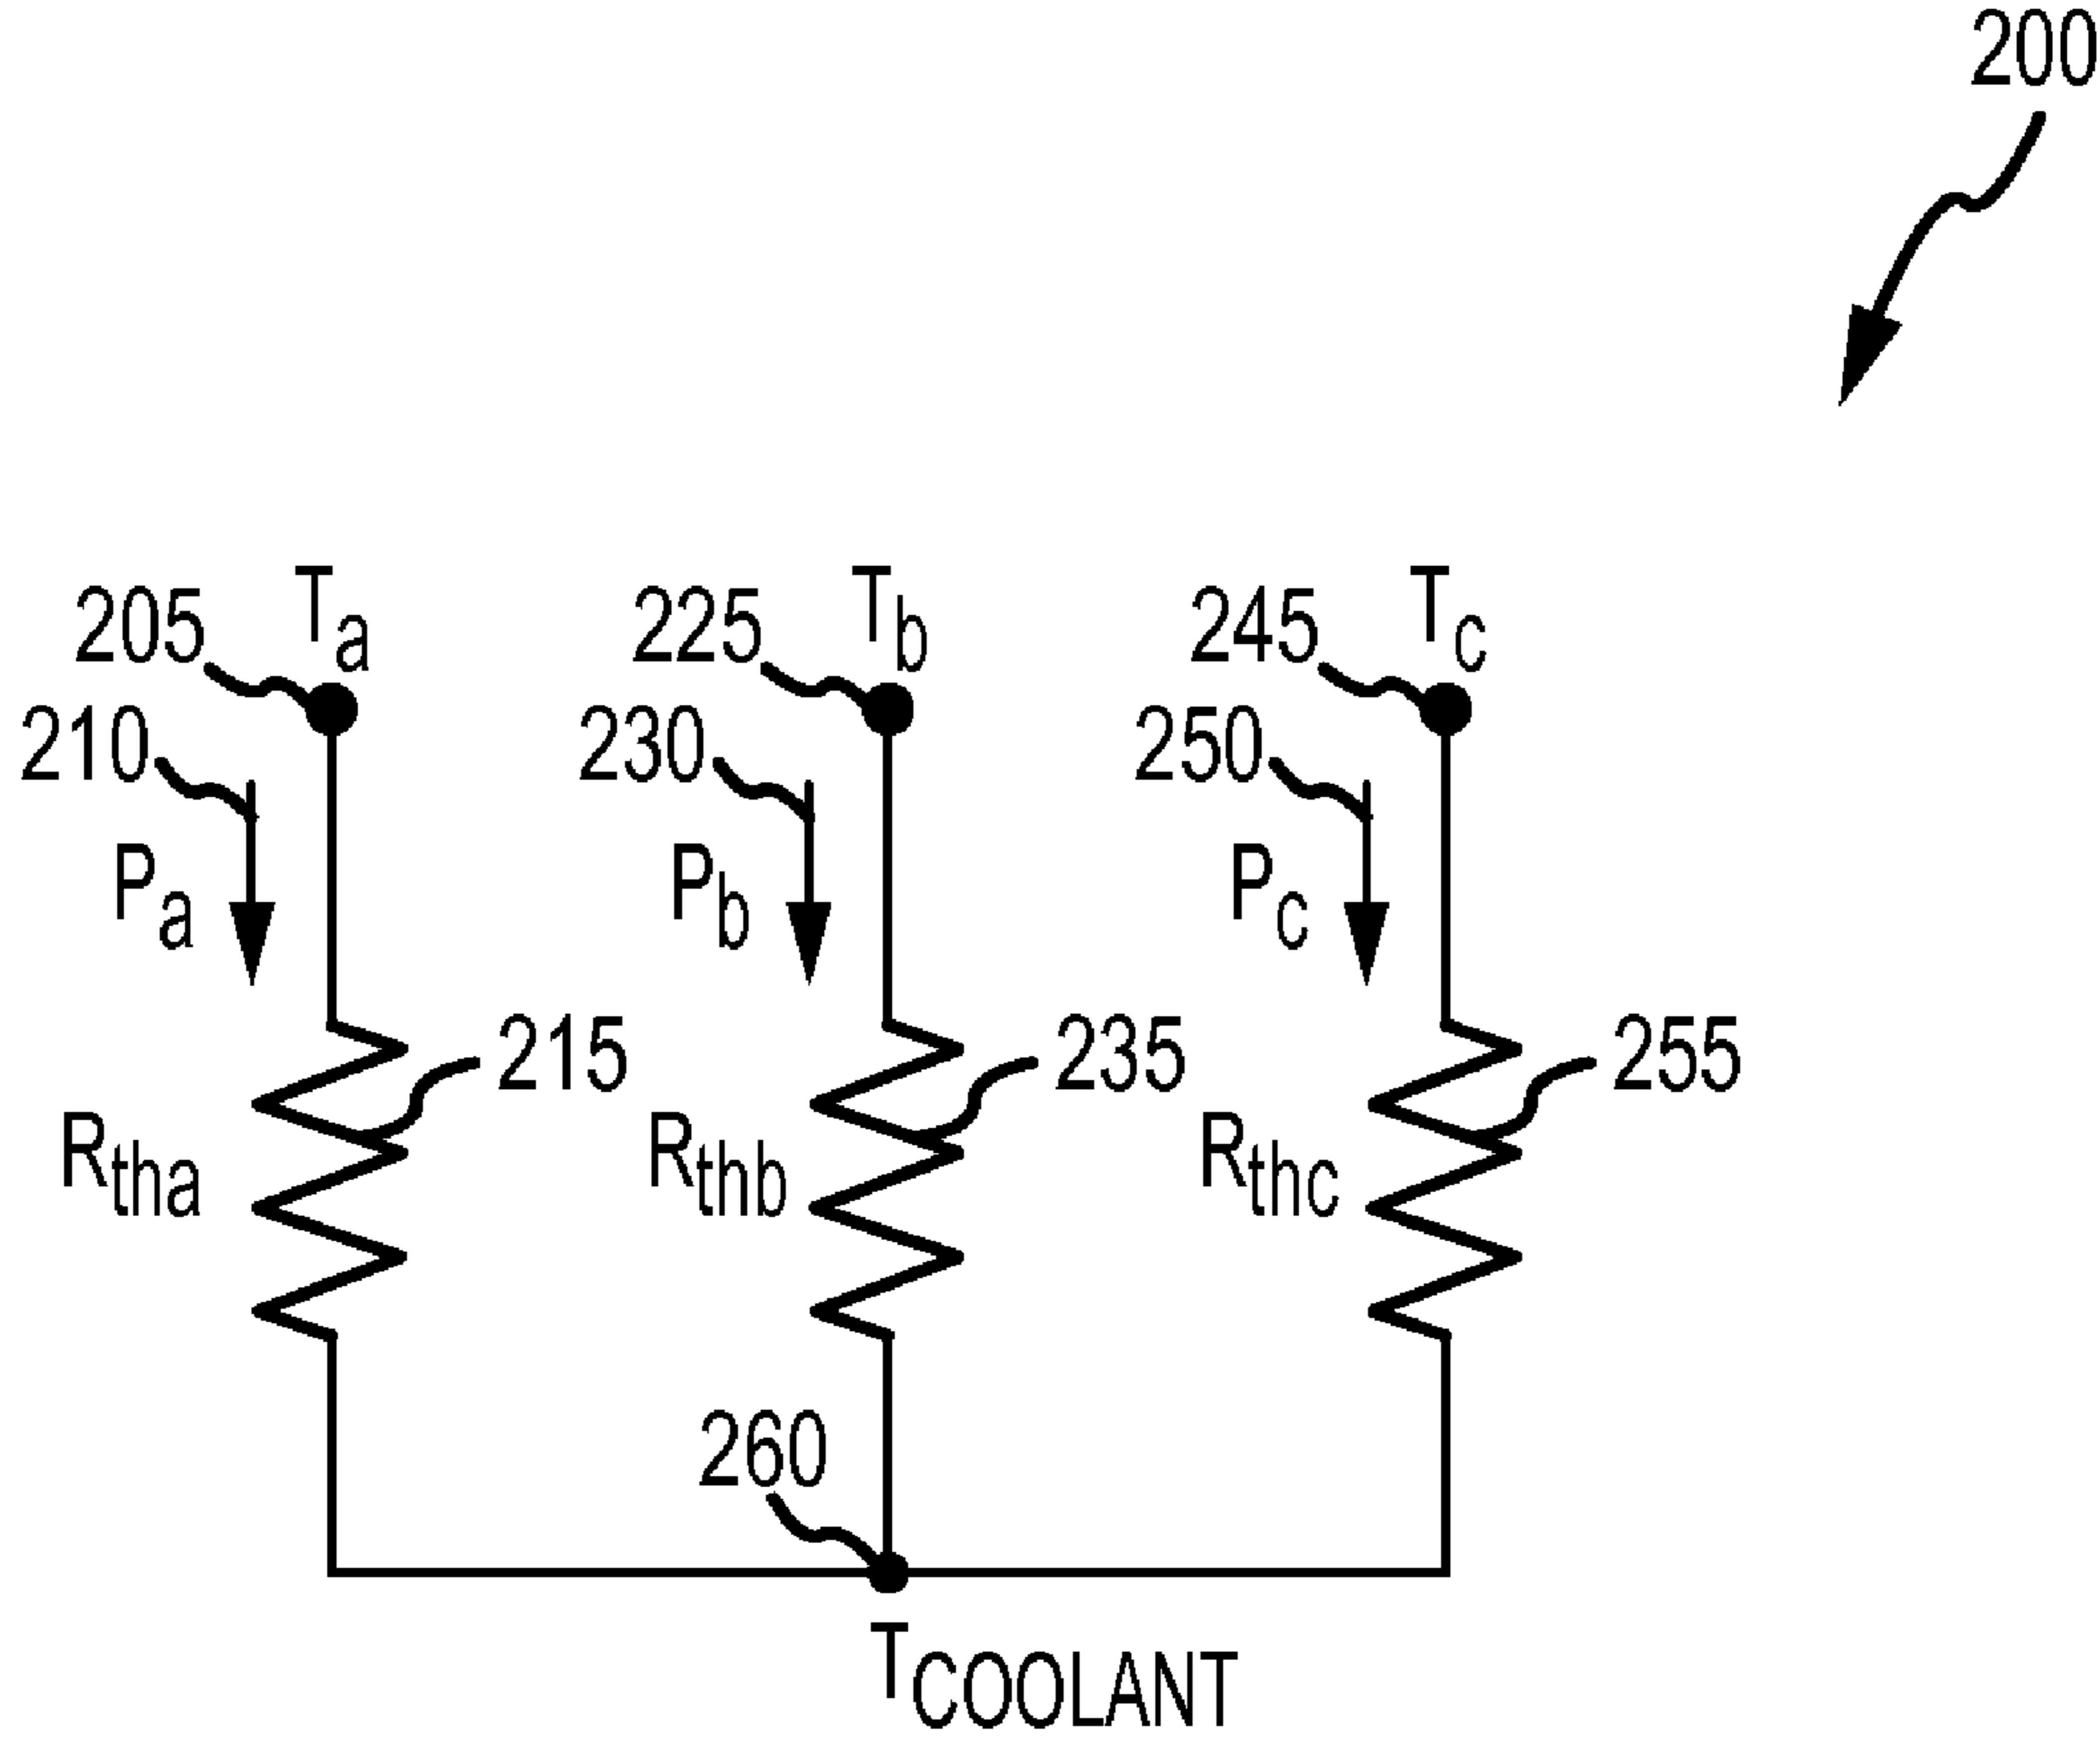 200
205 Ta 225 Tb 245 Tc
210 230 250
Pa Pb Pc
215 235 255
Rtha Rthb Rthc
260
TCOOLANT